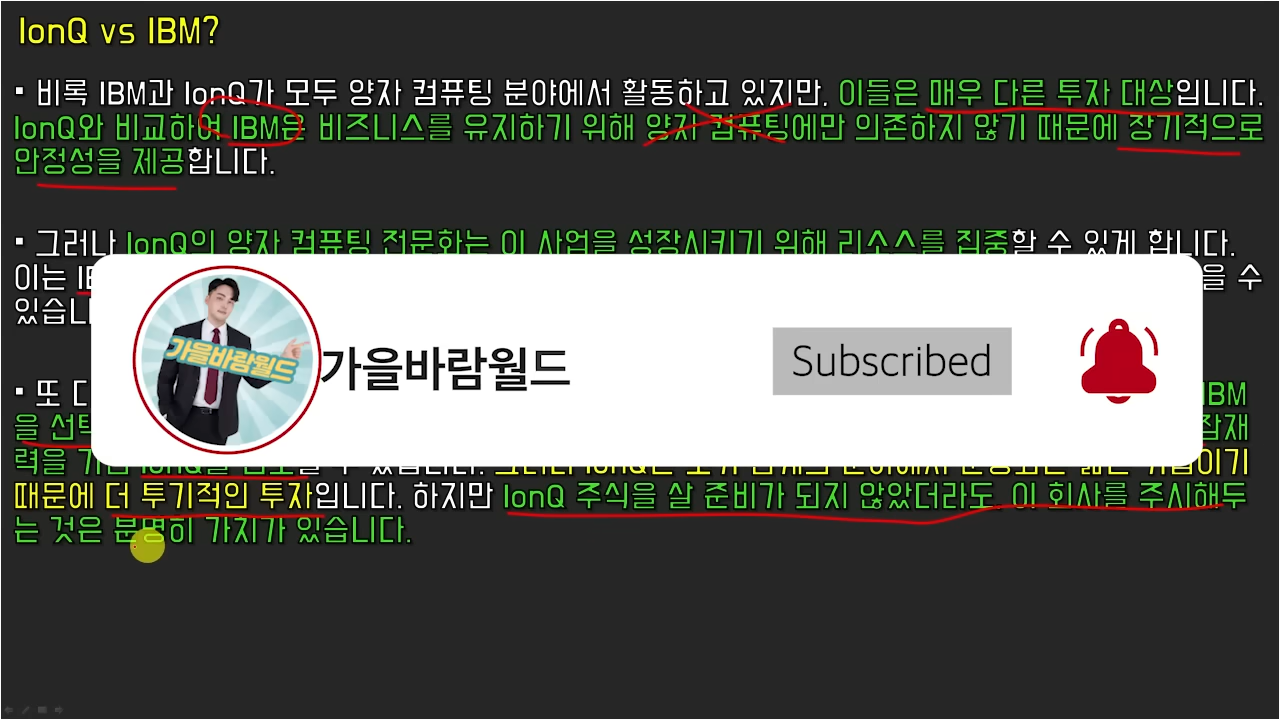 IonQ vs IBM?
▪ 비록 IBM과 IonQ가 모두 양자 컴퓨팅 분야에서 활동하고 있지만, 이들은 매우 다른 투자 대상입니다.
IonQ와 비교하여 IBM은 비즈니스를 유지하기 위해 양자 컴퓨팅에만 의존하지 않기 때문에 장기적으로
안정성을 제공합니다.
▪ 그러나 IonQ의 양자 컴퓨팅 전문화는 이 사업을 성장시키기 위해 리소스를 집중할 수 있게 합니다.
이는 을 수
있습니
가을바람월드
가을바람월드
Subscribed
▪ 또 IBM
을 선택 잠재
력을
때문에 더 투기적인 투자입니다. 하지만 IonQ 주식을 살 준비가 되지 않았더라도, 이 회사를 주시해두
는 것은 분명히 가치가 있습니다.